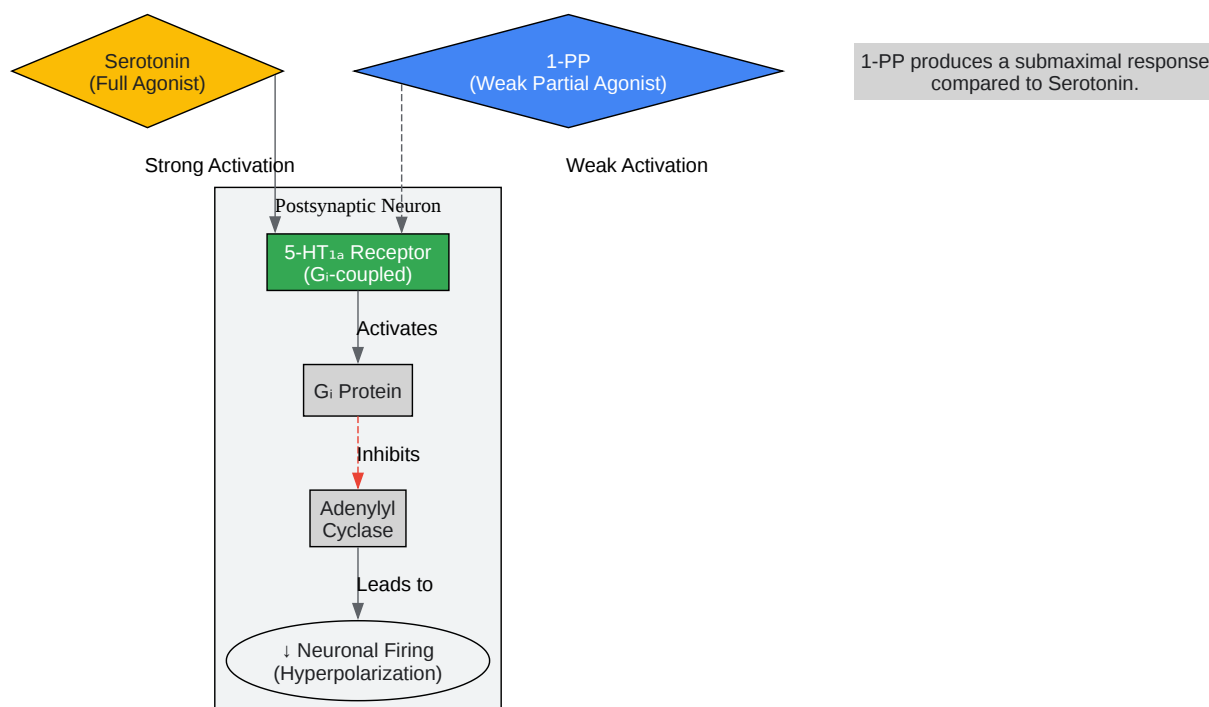 Serotonin
(Full Agonist)
1-PP
(Weak Partial Agonist)
1-PP produces a submaximal response
compared to Serotonin.
Strong Activation
Weak Activation
Postsynaptic Neuron
5-HT₁ₐ Receptor
(Gᵢ-coupled)
Activates
Gᵢ Protein
Inhibits
Adenylyl
Cyclase
Leads to
↓ Neuronal Firing
(Hyperpolarization)